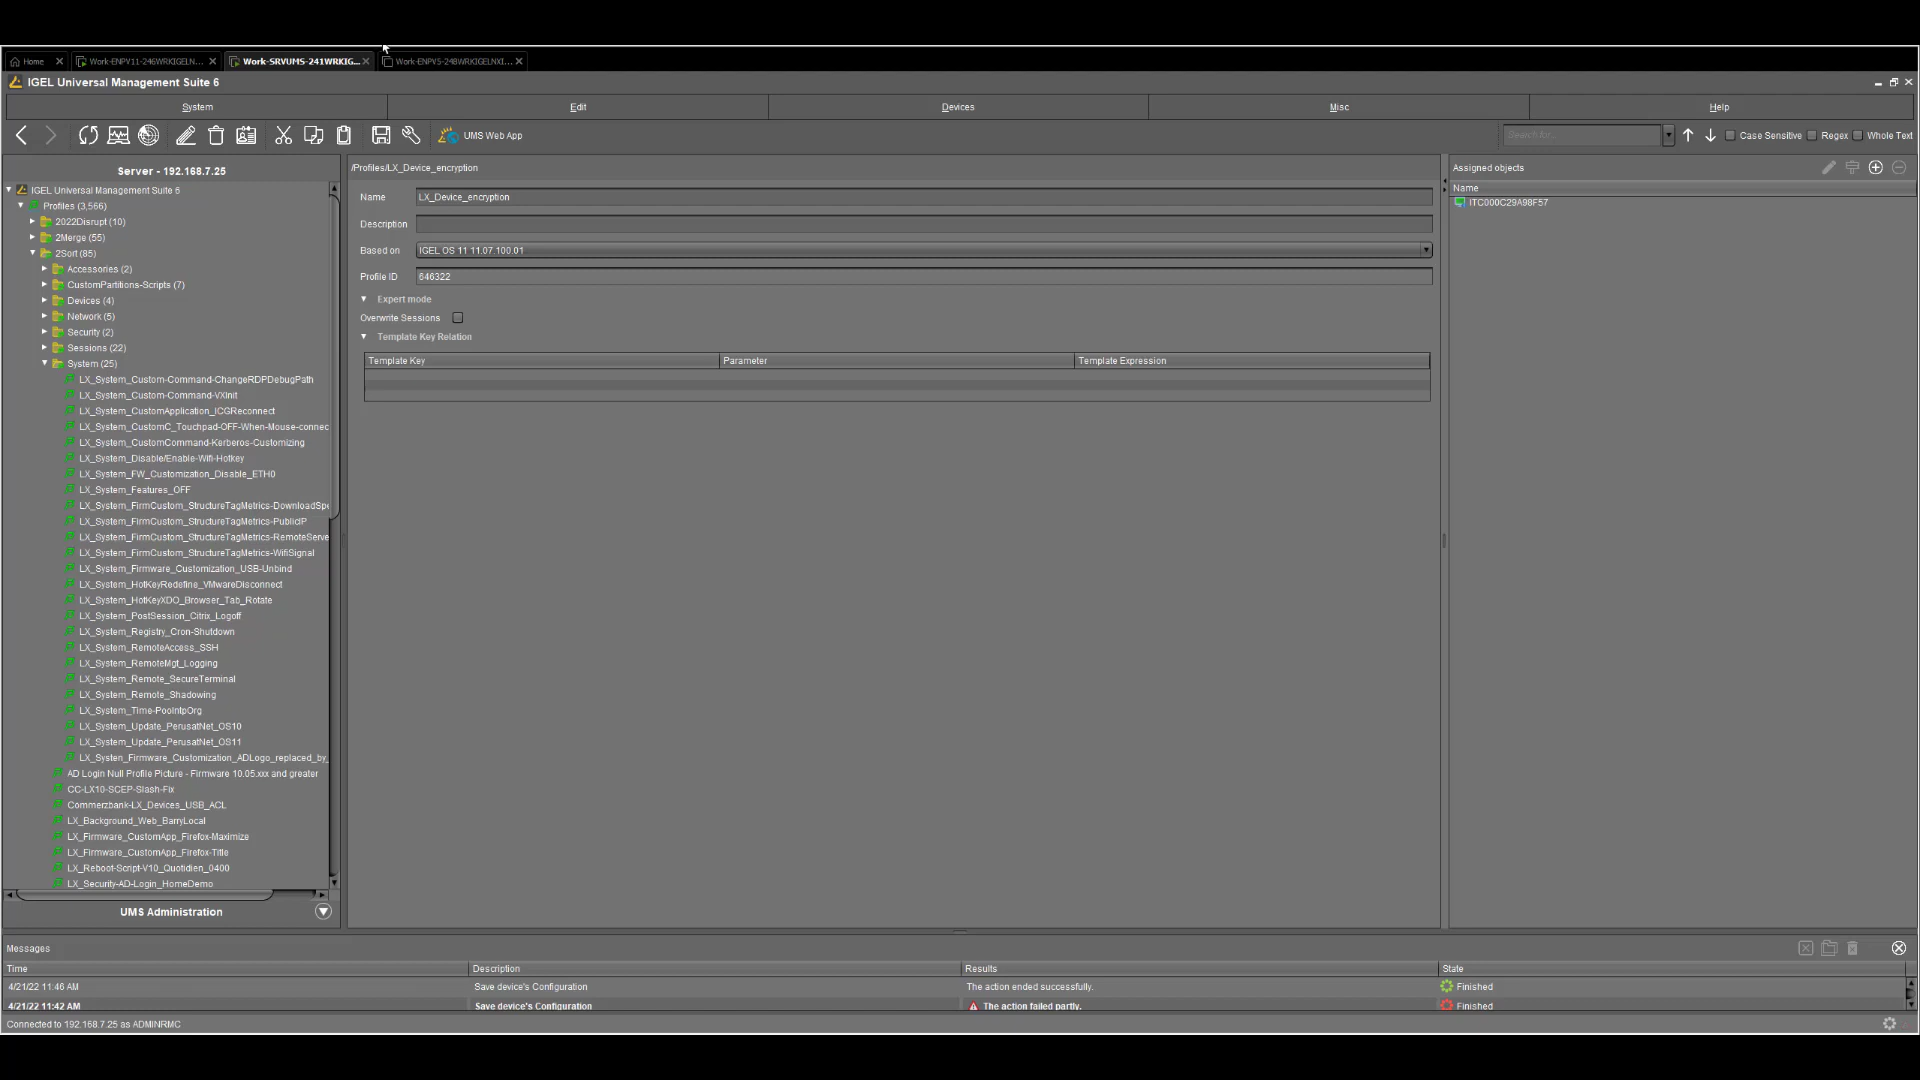 Home
Work-ENPV11-246WRKIGELN...
Work-SRVUMS-241WRKIG...
Work-ENPV5-248WRKIGELNXI...
IGEL Universal Management Suite 6
System Edit Devices Misc Help
UMS Web App
Search for...
Case Sensitive Regex Whole Text
Server - 192.168.7.25
IGEL Universal Management Suite 6
Profiles (3,566)
2022Disrupt (10)
2Merge (55)
2Sort (85)
Accessories (2)
CustomPartitions-Scripts (7)
Devices (4)
Network (5)
Security (2)
Sessions (22)
System (25)
LX_System_Custom-Command-ChangeRDPDebugPath
LX_System_Custom-Command-VXInit
LX_System_CustomApplication_ICGReconnect
LX_System_CustomC_Touchpad-OFF-When-Mouse-connec
LX_System_CustomCommand-Kerberos-Customizing
LX_System_Disable/Enable-Wifi-Hotkey
LX_System_FW_Customization_Disable_ETH0
LX_System_Features_OFF
LX_System_FirmCustom_StructureTagMetrics-DownloadSpe
LX_System_FirmCustom_StructureTagMetrics-PublicIP
LX_System_FirmCustom_StructureTagMetrics-RemoteServe
LX_System_FirmCustom_StructureTagMetrics-WifiSignal
LX_System_Firmware_Customization_USB-Unbind
LX_System_HotKeyRedefine_VMwareDisconnect
LX_System_HotKeyXDO_Browser_Tab_Rotate
LX_System_PostSession_Citrix_Logoff
LX_System_Registry_Cron-Shutdown
LX_System_RemoteAccess_SSH
LX_System_RemoteMgt_Logging
LX_System_Remote_SecureTerminal
LX_System_Remote_Shadowing
LX_System_Time-PoolntpOrg
LX_System_Update_PerusatNet_OS10
LX_System_Update_PerusatNet_OS11
LX_Systen_Firmware_Customization_ADLogo_replaced_by_
AD Login Null Profile Picture - Firmware 10.05.xxx and greater
CC-LX10-SCEP-Slash-Fix
Commerzbank-LX_Devices_USB_ACL
LX_Background_Web_BarryLocal
LX_Firmware_CustomApp_Firefox-Maximize
LX_Firmware_CustomApp_Firefox-Title
LX_Reboot-Script-V10_Quotidien_0400
LX_Security-AD-Login_HomeDemo
UMS Administration
/Profiles/LX_Device_encryption
Name LX_Device_encryption
Description
Based on IGEL OS 11 11.07.100.01
Profile ID 646322
Expert mode
Overwrite Sessions
Template Key Relation
Template Key Parameter Template Expression
Assigned objects
Name
ITC000C29A98F57
Messages
Time Description Results State
4/21/22 11:46 AM Save device's Configuration The action ended successfully. Finished
4/21/22 11:42 AM Save device's Configuration The action failed partly. Finished
Connected to 192.168.7.25 as ADMINRMC